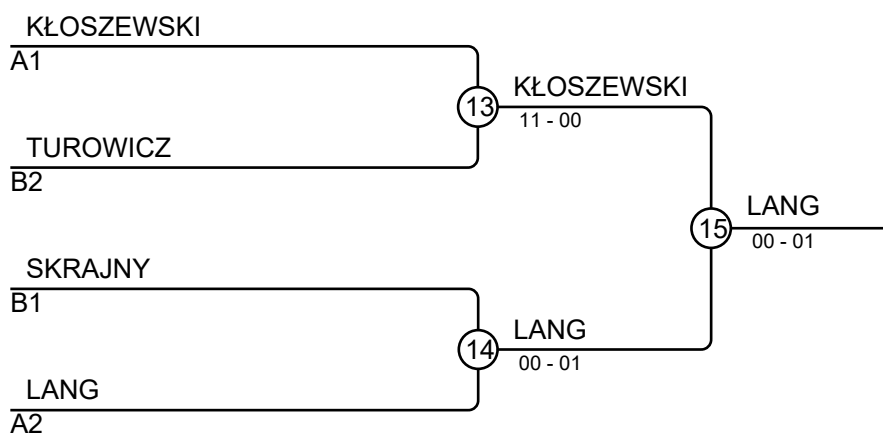 KŁOSZEWSKI
A1
13
KŁOSZEWSKI
11 - 00
TUROWICZ
B2
15
LANG
00 - 01
SKRAJNY
B1
14
LANG
00 - 01
LANG
A2